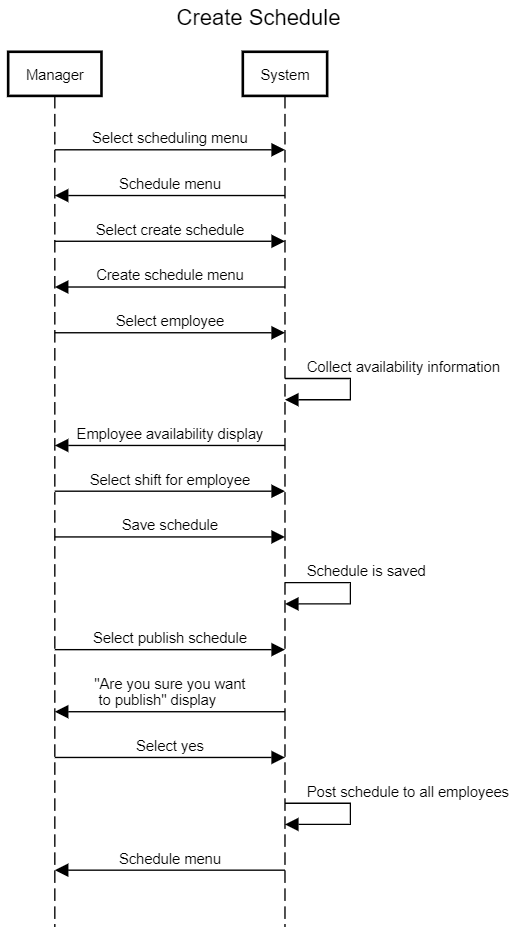 Create Schedule
Manager
System
Select scheduling menu
Schedule menu
Select create schedule
Create schedule menu
Select employee
Collect availability information
Employee availability display
Select shift for employee
Save schedule
Schedule is saved
Select publish schedule
"Are you sure you want
to publish" display
Select yes
Post schedule to all employees
Schedule menu